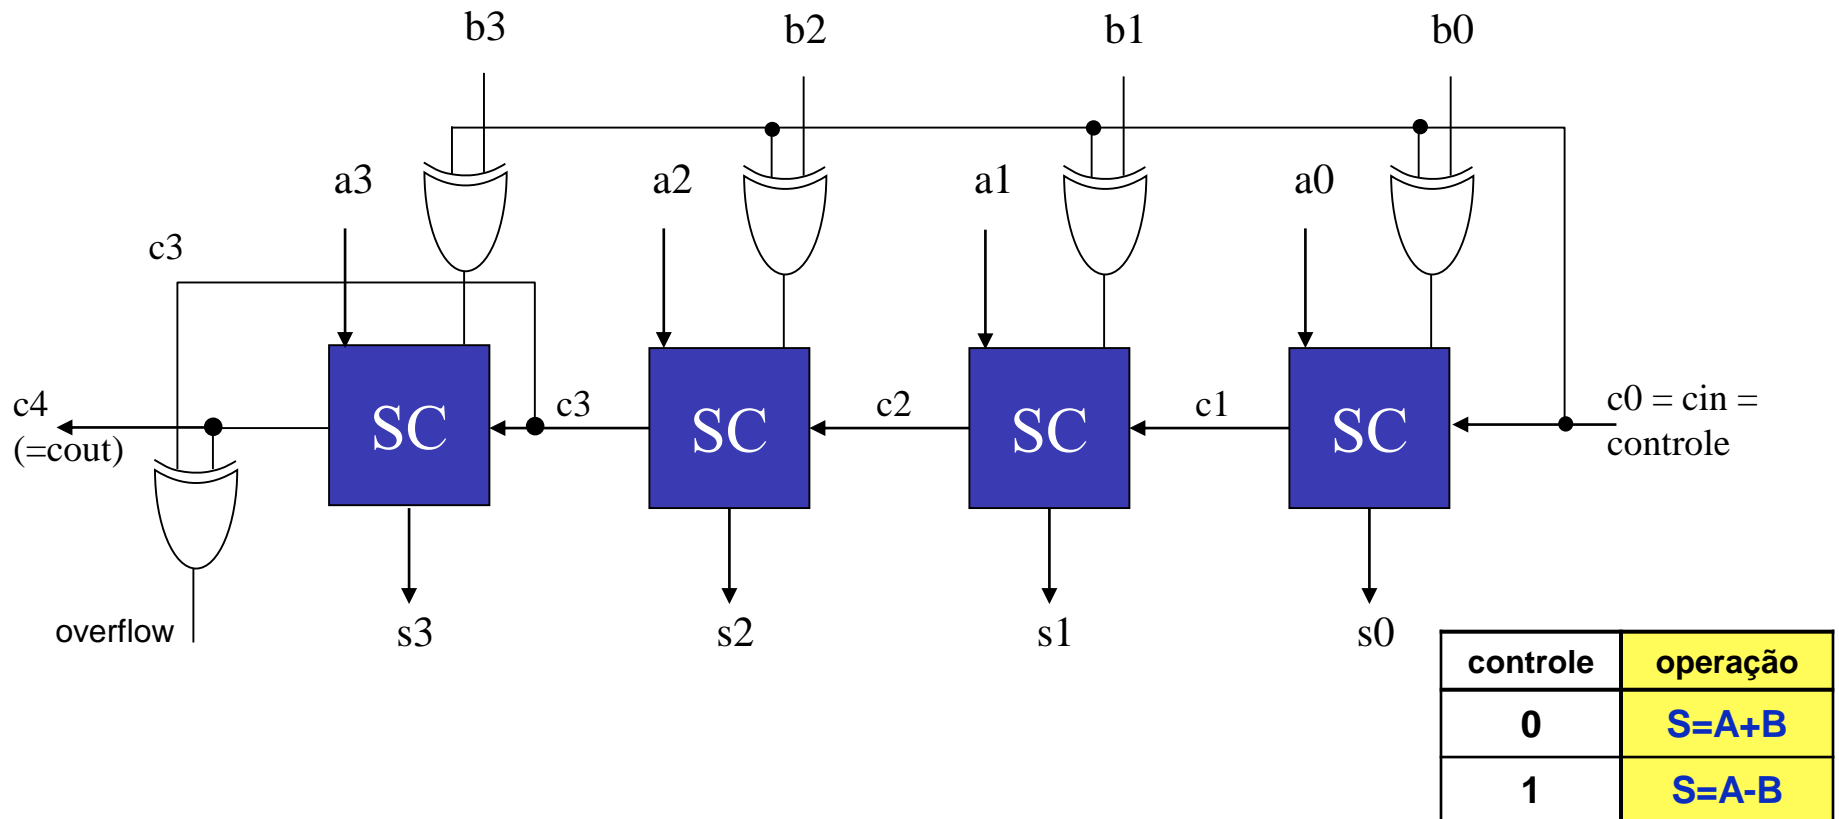 b3 b2 b1 b0
a3 a2 a1 a0
c3
c4
(=cout)
SC c3 SC c2 SC c1 SC
c0 = cin =
controle
overflow
s3 s2 s1 s0
controle operação
0 S=A+B
1 S=A-B